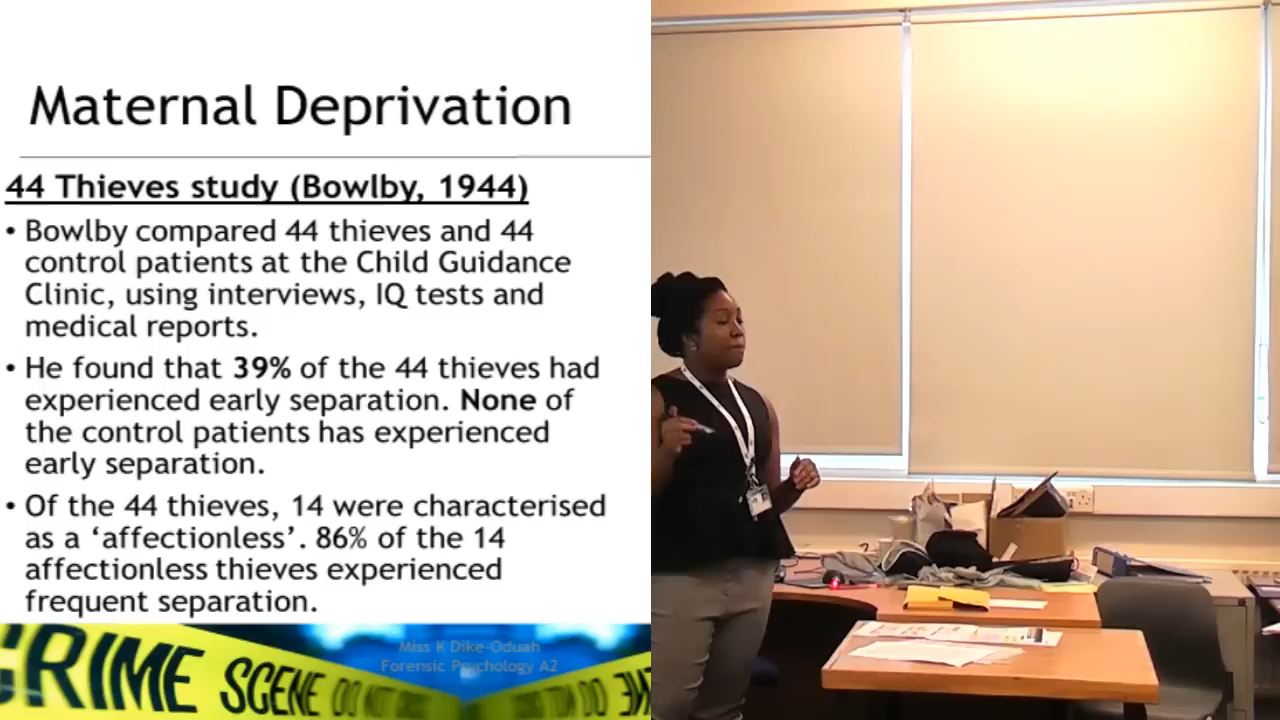 Maternal Deprivation
44 Thieves study (Bowlby, 1944)
• Bowlby compared 44 thieves and 44
control patients at the Child Guidance
Clinic, using interviews, IQ tests and
medical reports.
• He found that 39% of the 44 thieves had
experienced early separation. None of
the control patients has experienced
early separation.
• Of the 44 thieves, 14 were characterised
as a ‘affectionless’. 86% of the 14
affectionless thieves experienced
frequent separation.
Miss K Dike-Oduah
Forensic Psychology A2
CRIME SCENE DO NOT